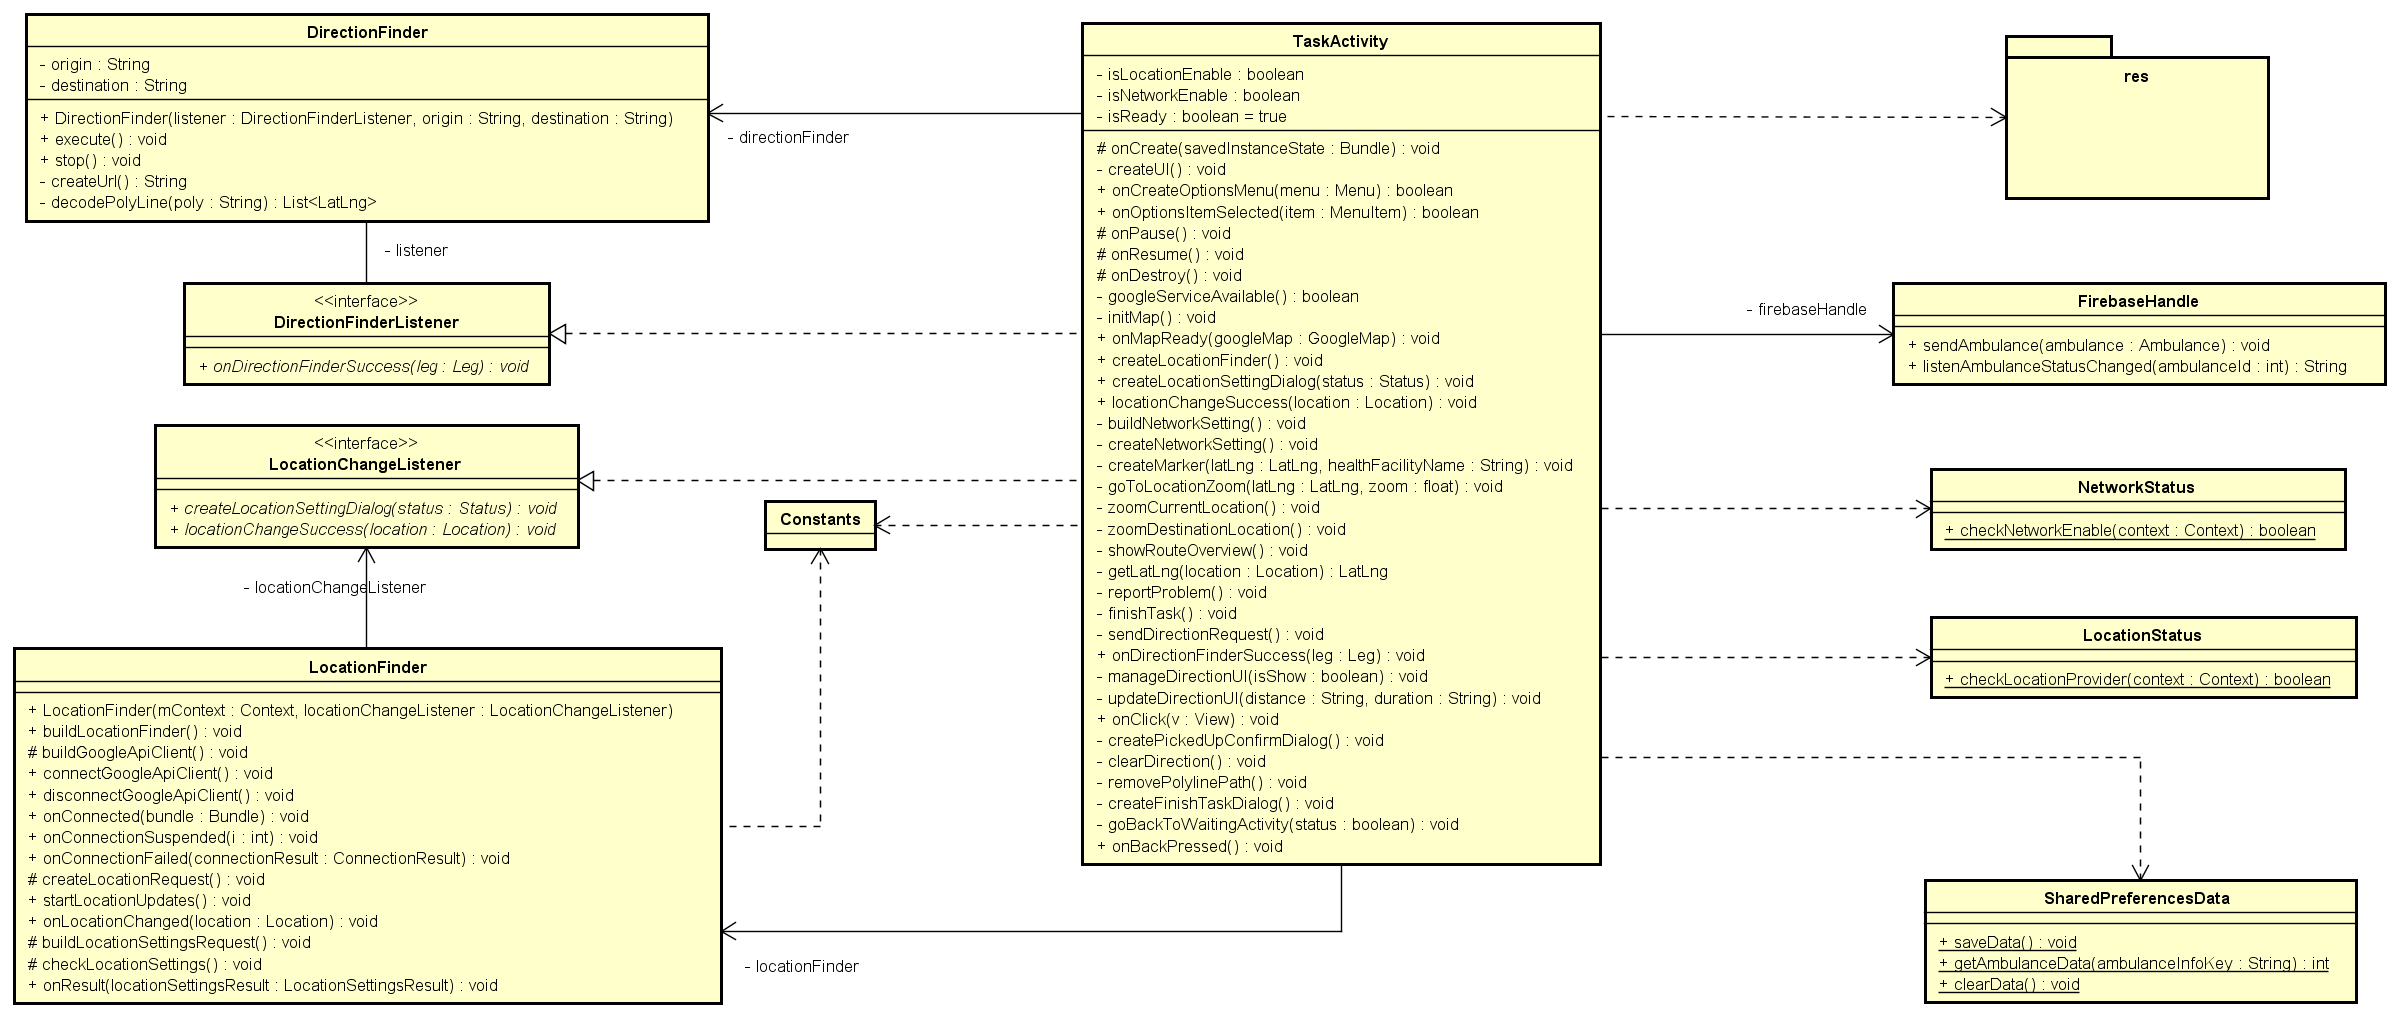 DirectionFinder
- origin : String
- destination : String
+ DirectionFinder(listener : DirectionFinderListener, origin : String, destination : String)
+ execute() : void
+ stop() : void
- createUrl() : String
- decodePolyLine(poly : String) : List<LatLng>
- directionFinder
- listener
<<interface>>
DirectionFinderListener
+ onDirectionFinderSuccess(leg : Leg) : void
<<interface>>
LocationChangeListener
+ createLocationSettingDialog(status : Status) : void
+ locationChangeSuccess(location : Location) : void
- locationChangeListener
Constants
LocationFinder
+ LocationFinder(mContext : Context, locationChangeListener : LocationChangeListener)
+ buildLocationFinder() : void
# buildGoogleApiClient() : void
+ connectGoogleApiClient() : void
+ disconnectGoogleApiClient() : void
+ onConnected(bundle : Bundle) : void
+ onConnectionSuspended(i : int) : void
+ onConnectionFailed(connectionResult : ConnectionResult) : void
# createLocationRequest() : void
+ startLocationUpdates() : void
+ onLocationChanged(location : Location) : void
# buildLocationSettingsRequest() : void
# checkLocationSettings() : void
+ onResult(locationSettingsResult : LocationSettingsResult) : void
- locationFinder
TaskActivity
- isLocationEnable : boolean
- isNetworkEnable : boolean
- isReady : boolean = true
# onCreate(savedInstanceState : Bundle) : void
- createUI() : void
+ onCreateOptionsMenu(menu : Menu) : boolean
+ onOptionsItemSelected(item : MenuItem) : boolean
# onPause() : void
# onResume() : void
# onDestroy() : void
- googleServiceAvailable() : boolean
- initMap() : void
+ onMapReady(googleMap : GoogleMap) : void
+ createLocationFinder() : void
+ createLocationSettingDialog(status : Status) : void
+ locationChangeSuccess(location : Location) : void
- buildNetworkSetting() : void
- createNetworkSetting() : void
- createMarker(latLng : LatLng, healthFacilityName : String) : void
- goToLocationZoom(latLng : LatLng, zoom : float) : void
- zoomCurrentLocation() : void
- zoomDestinationLocation() : void
- showRouteOverview() : void
- getLatLng(location : Location) : LatLng
- reportProblem() : void
- finishTask() : void
- sendDirectionRequest() : void
+ onDirectionFinderSuccess(leg : Leg) : void
- manageDirectionUI(isShow : boolean) : void
- updateDirectionUI(distance : String, duration : String) : void
+ onClick(v : View) : void
- createPickedUpConfirmDialog() : void
- clearDirection() : void
- removePolylinePath() : void
- createFinishTaskDialog() : void
- goBackToWaitingActivity(status : boolean) : void
+ onBackPressed() : void
res
- firebaseHandle
FirebaseHandle
+ sendAmbulance(ambulance : Ambulance) : void
+ listenAmbulanceStatusChanged(ambulanceId : int) : String
NetworkStatus
+ checkNetworkEnable(context : Context) : boolean
LocationStatus
+ checkLocationProvider(context : Context) : boolean
SharedPreferencesData
+ saveData() : void
+ getAmbulanceData(ambulanceInfoKey : String) : int
+ clearData() : void